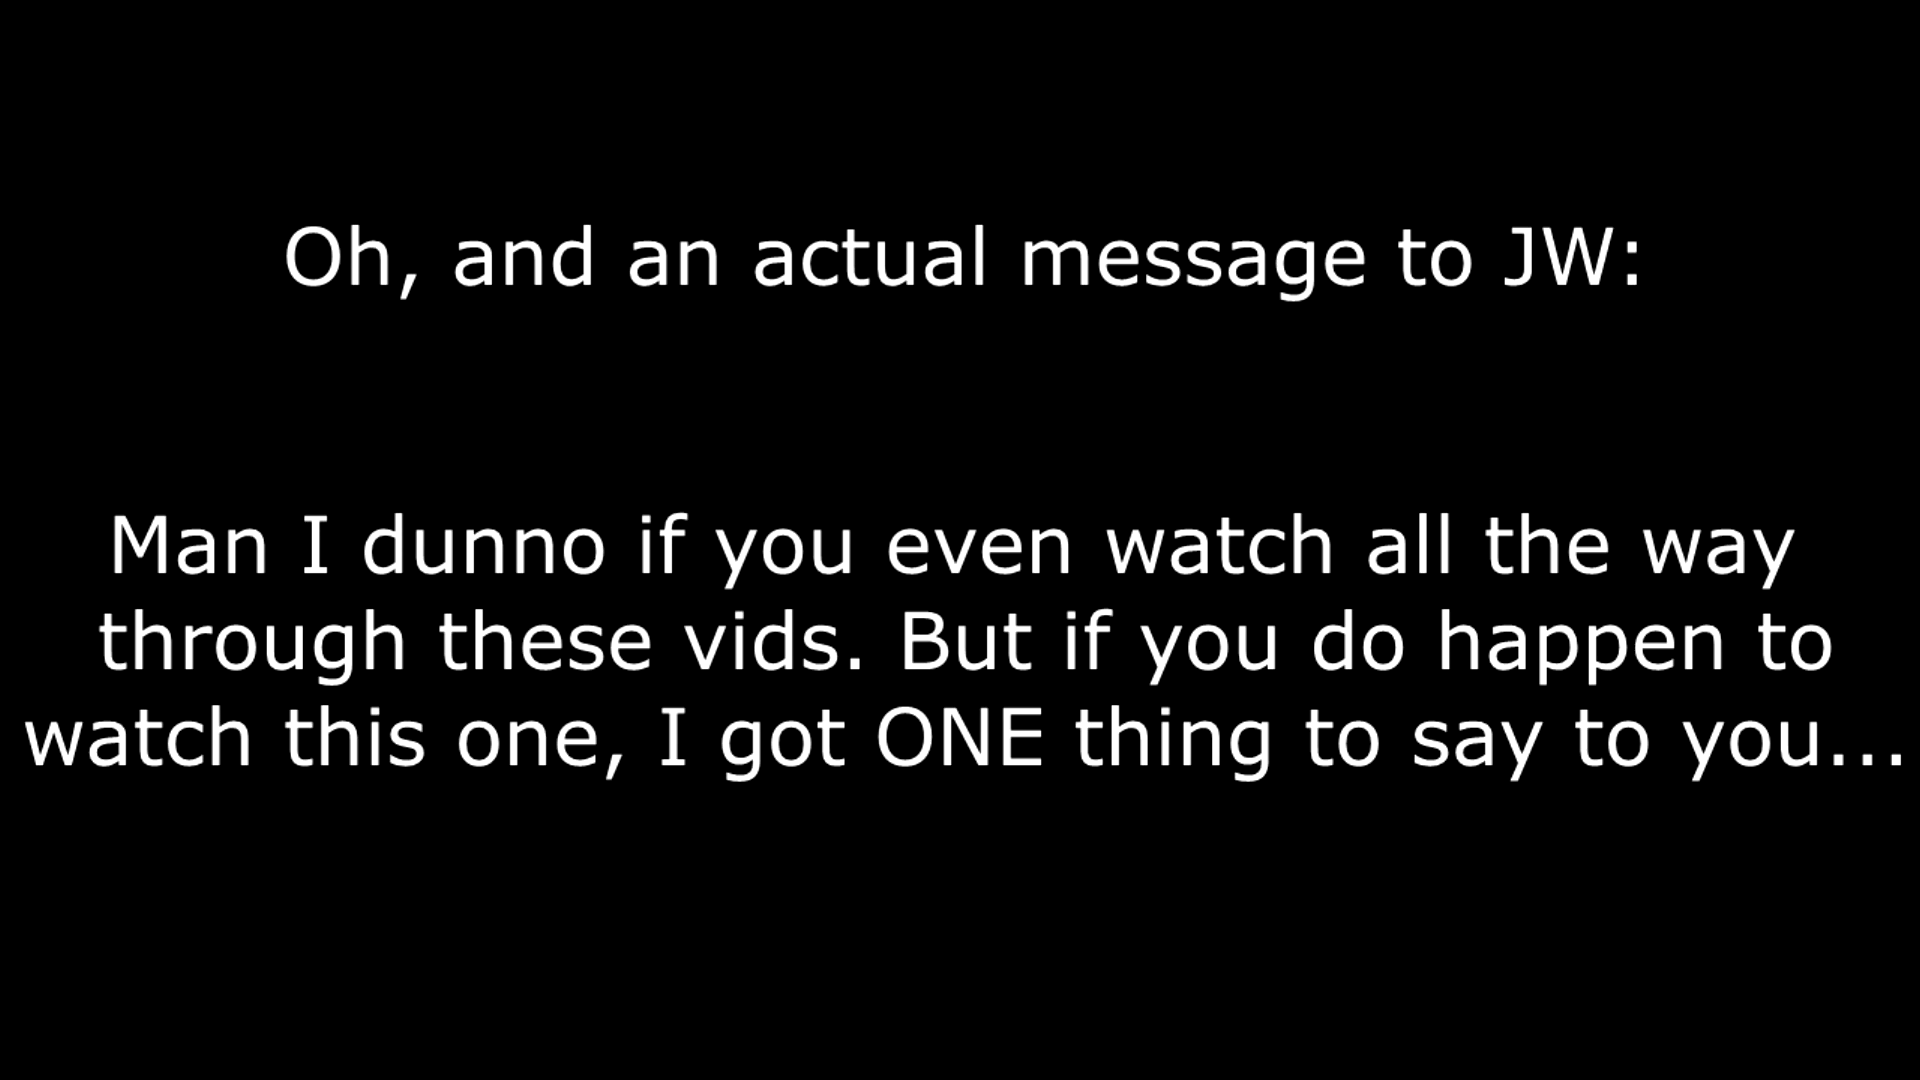 Oh, and an actual message to JW:
Man I dunno if you even watch all the way
through these vids. But if you do happen to
watch this one, I got ONE thing to say to you...